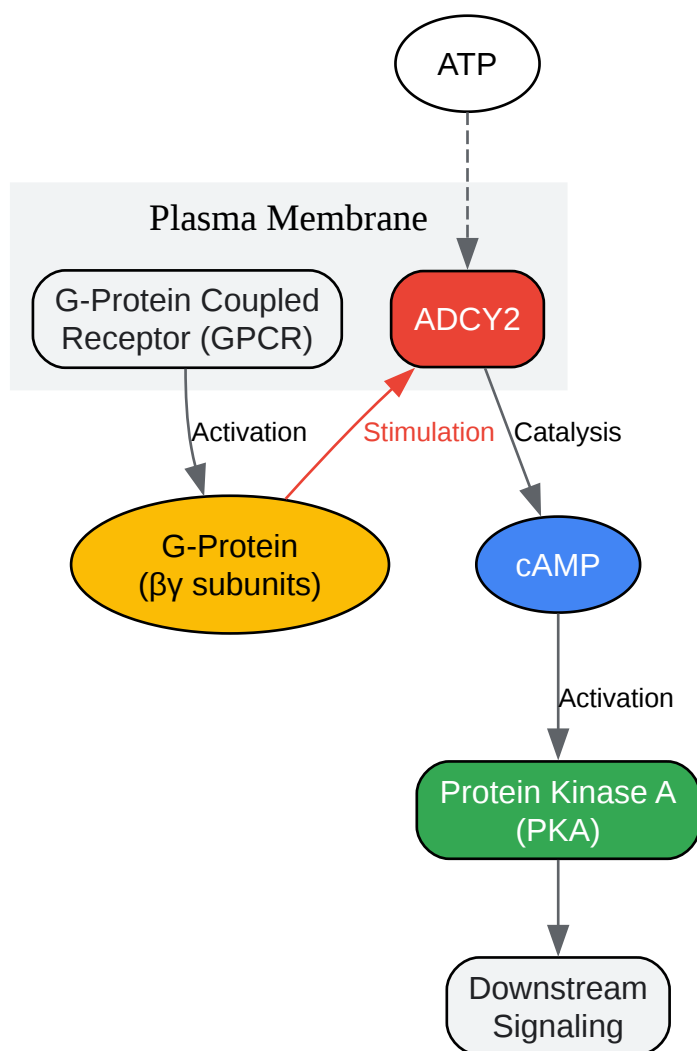 ATP
Plasma Membrane
G-Protein Coupled
Receptor (GPCR)
ADCY2
Activation
Stimulation
Catalysis
G-Protein
(βγ subunits)
cAMP
Activation
Protein Kinase A
(PKA)
Downstream
Signaling